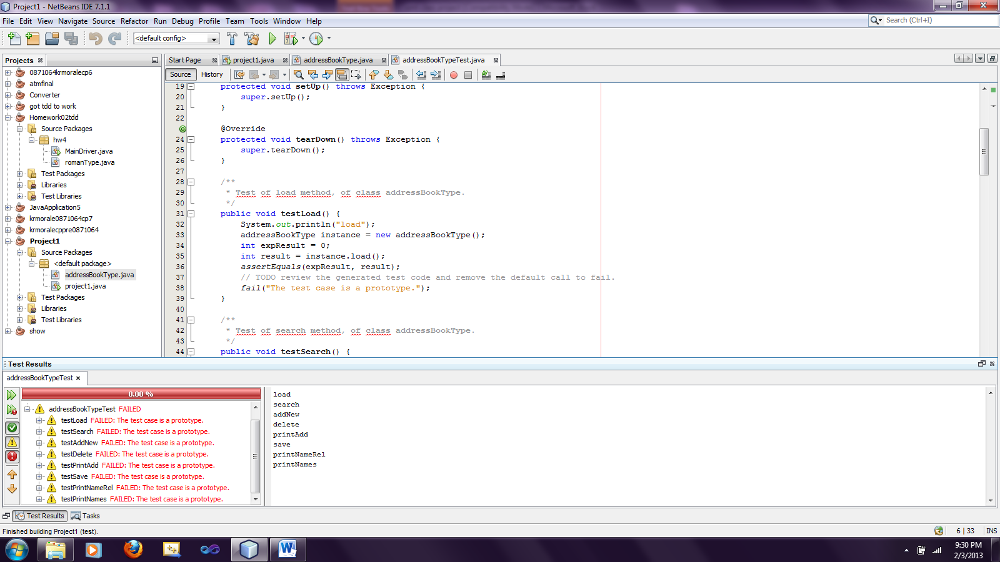 Project1 - NetBeans IDE 7.1.1
File Edit View Navigate Source Refactor Run Debug Profile Team Tools Window Help
Search (Ctrl+I)
<default config>
Projects
0871064krmoralecp6
atmfinal
Converter
got tdd to work
Homework02tdd
Source Packages
hw4
MainDriver.java
romanType.java
Test Packages
Libraries
Test Libraries
JavaApplication5
krmorale0871064cp7
krmoralecppre0871064
Project1
Source Packages
<default package>
addressBookType.java
project1.java
Test Packages
Libraries
Test Libraries
show
Start Page project1.java addressBookType.java addressBookTypeTest.java
Source History
19 protected void setUp() throws Exception {
20 super.setUp();
21 }
22
@Override
24 protected void tearDown() throws Exception {
25 super.tearDown();
26 }
27
28 /**
29 * Test of load method, of class addressBookType.
30 */
31 public void testLoad() {
32 System.out.println("load");
33 addressBookType instance = new addressBookType();
34 int expResult = 0;
35 int result = instance.load();
36 assertEquals(expResult, result);
37 // TODO review the generated test code and remove the default call to fail.
38 fail("The test case is a prototype.");
39 }
40
41 /**
42 * Test of search method, of class addressBookType.
43 */
44 public void testSearch() {
Test Results
addressBookTypeTest
0.00 %
addressBookTypeTest FAILED
testLoad FAILED: The test case is a prototype.
testSearch FAILED: The test case is a prototype.
testAddNew FAILED: The test case is a prototype.
testDelete FAILED: The test case is a prototype.
testPrintAdd FAILED: The test case is a prototype.
testSave FAILED: The test case is a prototype.
testPrintNameRel FAILED: The test case is a prototype.
testPrintNames FAILED: The test case is a prototype.
load
search
addNew
delete
printAdd
save
printNameRel
printNames
Test Results Tasks
Finished building Project1 (test).
6 | 33 INS
9:30 PM
2/3/2013